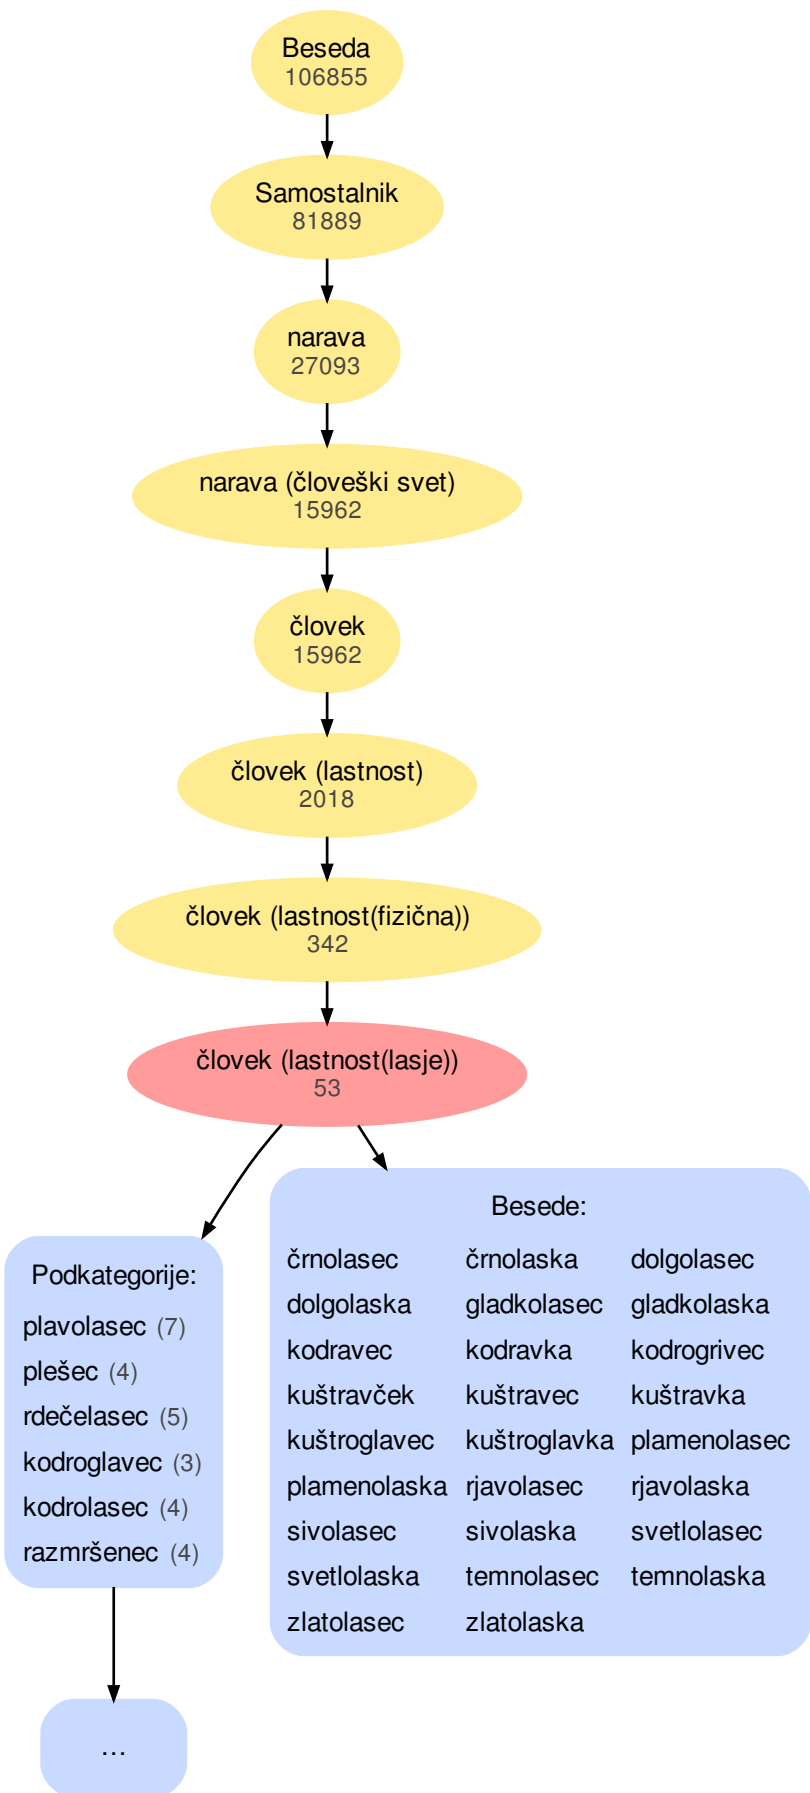 Beseda
106855
Samostalnik
81889
narava
27093
narava (človeški svet)
15962
človek
15962
človek (lastnost)
2018
človek (lastnost(fizična))
342
človek (lastnost(lasje))
53
Podkategorije:
plavolasec (7)
plešec (4)
rdečelasec (5)
kodroglavec (3)
kodrolasec (4)
razmršenec (4)
...
Besede:
črnolasec črnolaska dolgolasec
dolgolaska gladkolasec gladkolaska
kodravec kodravka kodrogrivec
kuštravček kuštravec kuštravka
kuštroglavec kuštroglavka plamenolasec
plamenolaska rjavolasec rjavolaska
sivolasec sivolaska svetlolasec
svetlolaska temnolasec temnolaska
zlatolasec zlatolaska